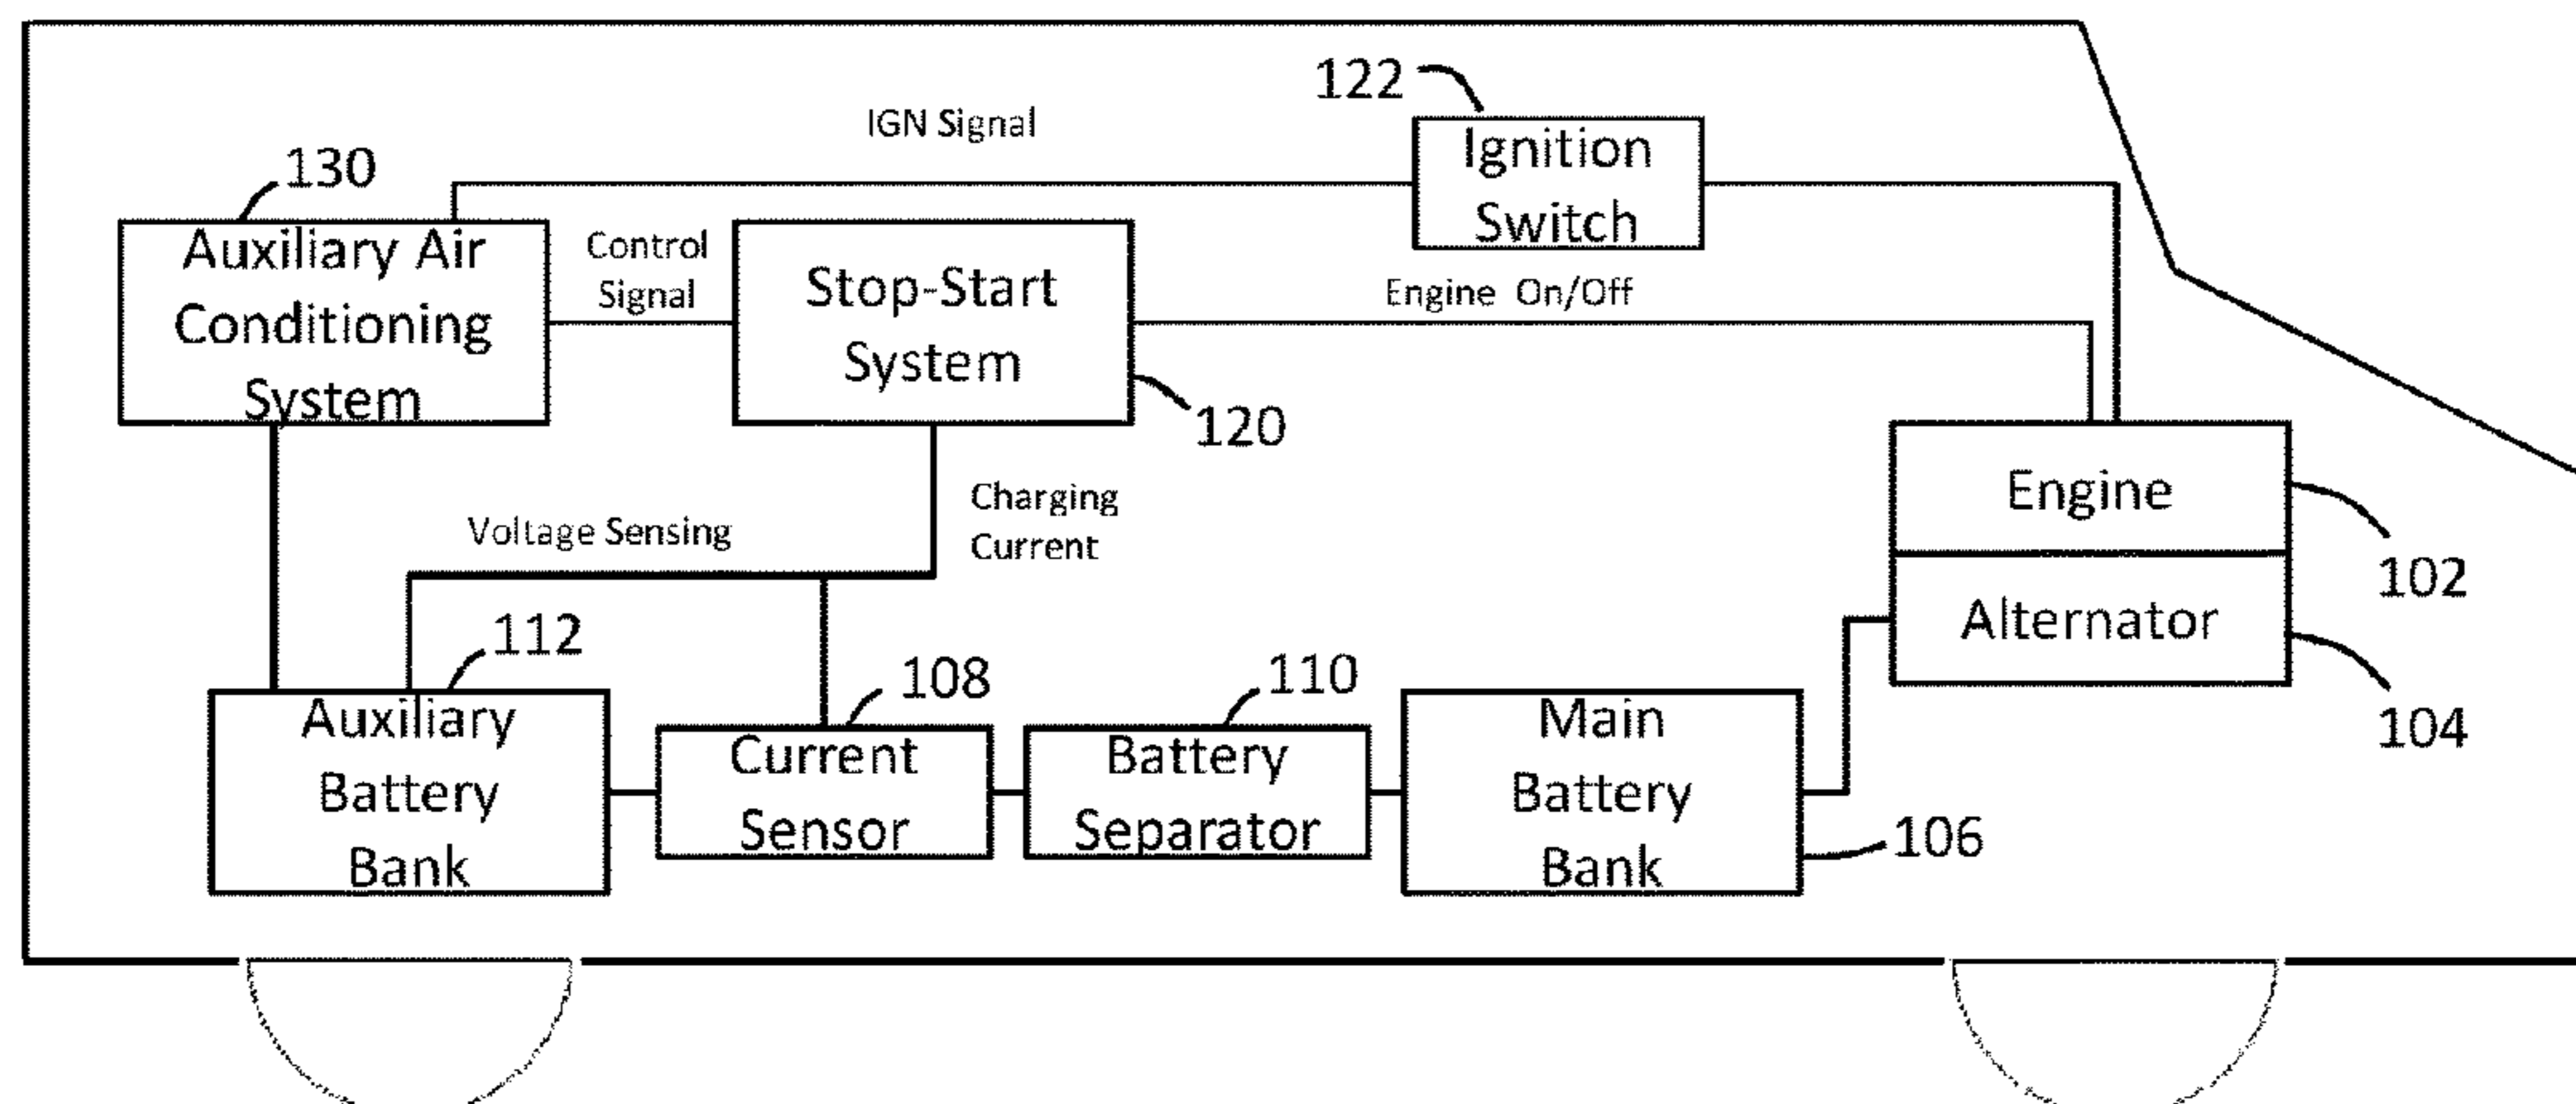 122
IGN Signal
Ignition
Switch
130
Auxiliary Air
Conditioning
System
Control
Signal
Stop-Start
System
120
Engine On/Off
Engine
102
Alternator
104
Voltage Sensing
Charging
Current
112
Auxiliary
Battery
Bank
108
Current
Sensor
110
Battery
Separator
Main
Battery
Bank
106